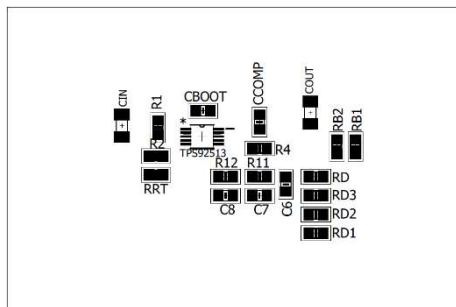 CIN
R1
CBOOT
CCOMP
COUT
RB2
RB1
*
TPS92513
R2
R4
RRT
R12
R11
C8
C7
C6
RD
RD3
RD2
RD1